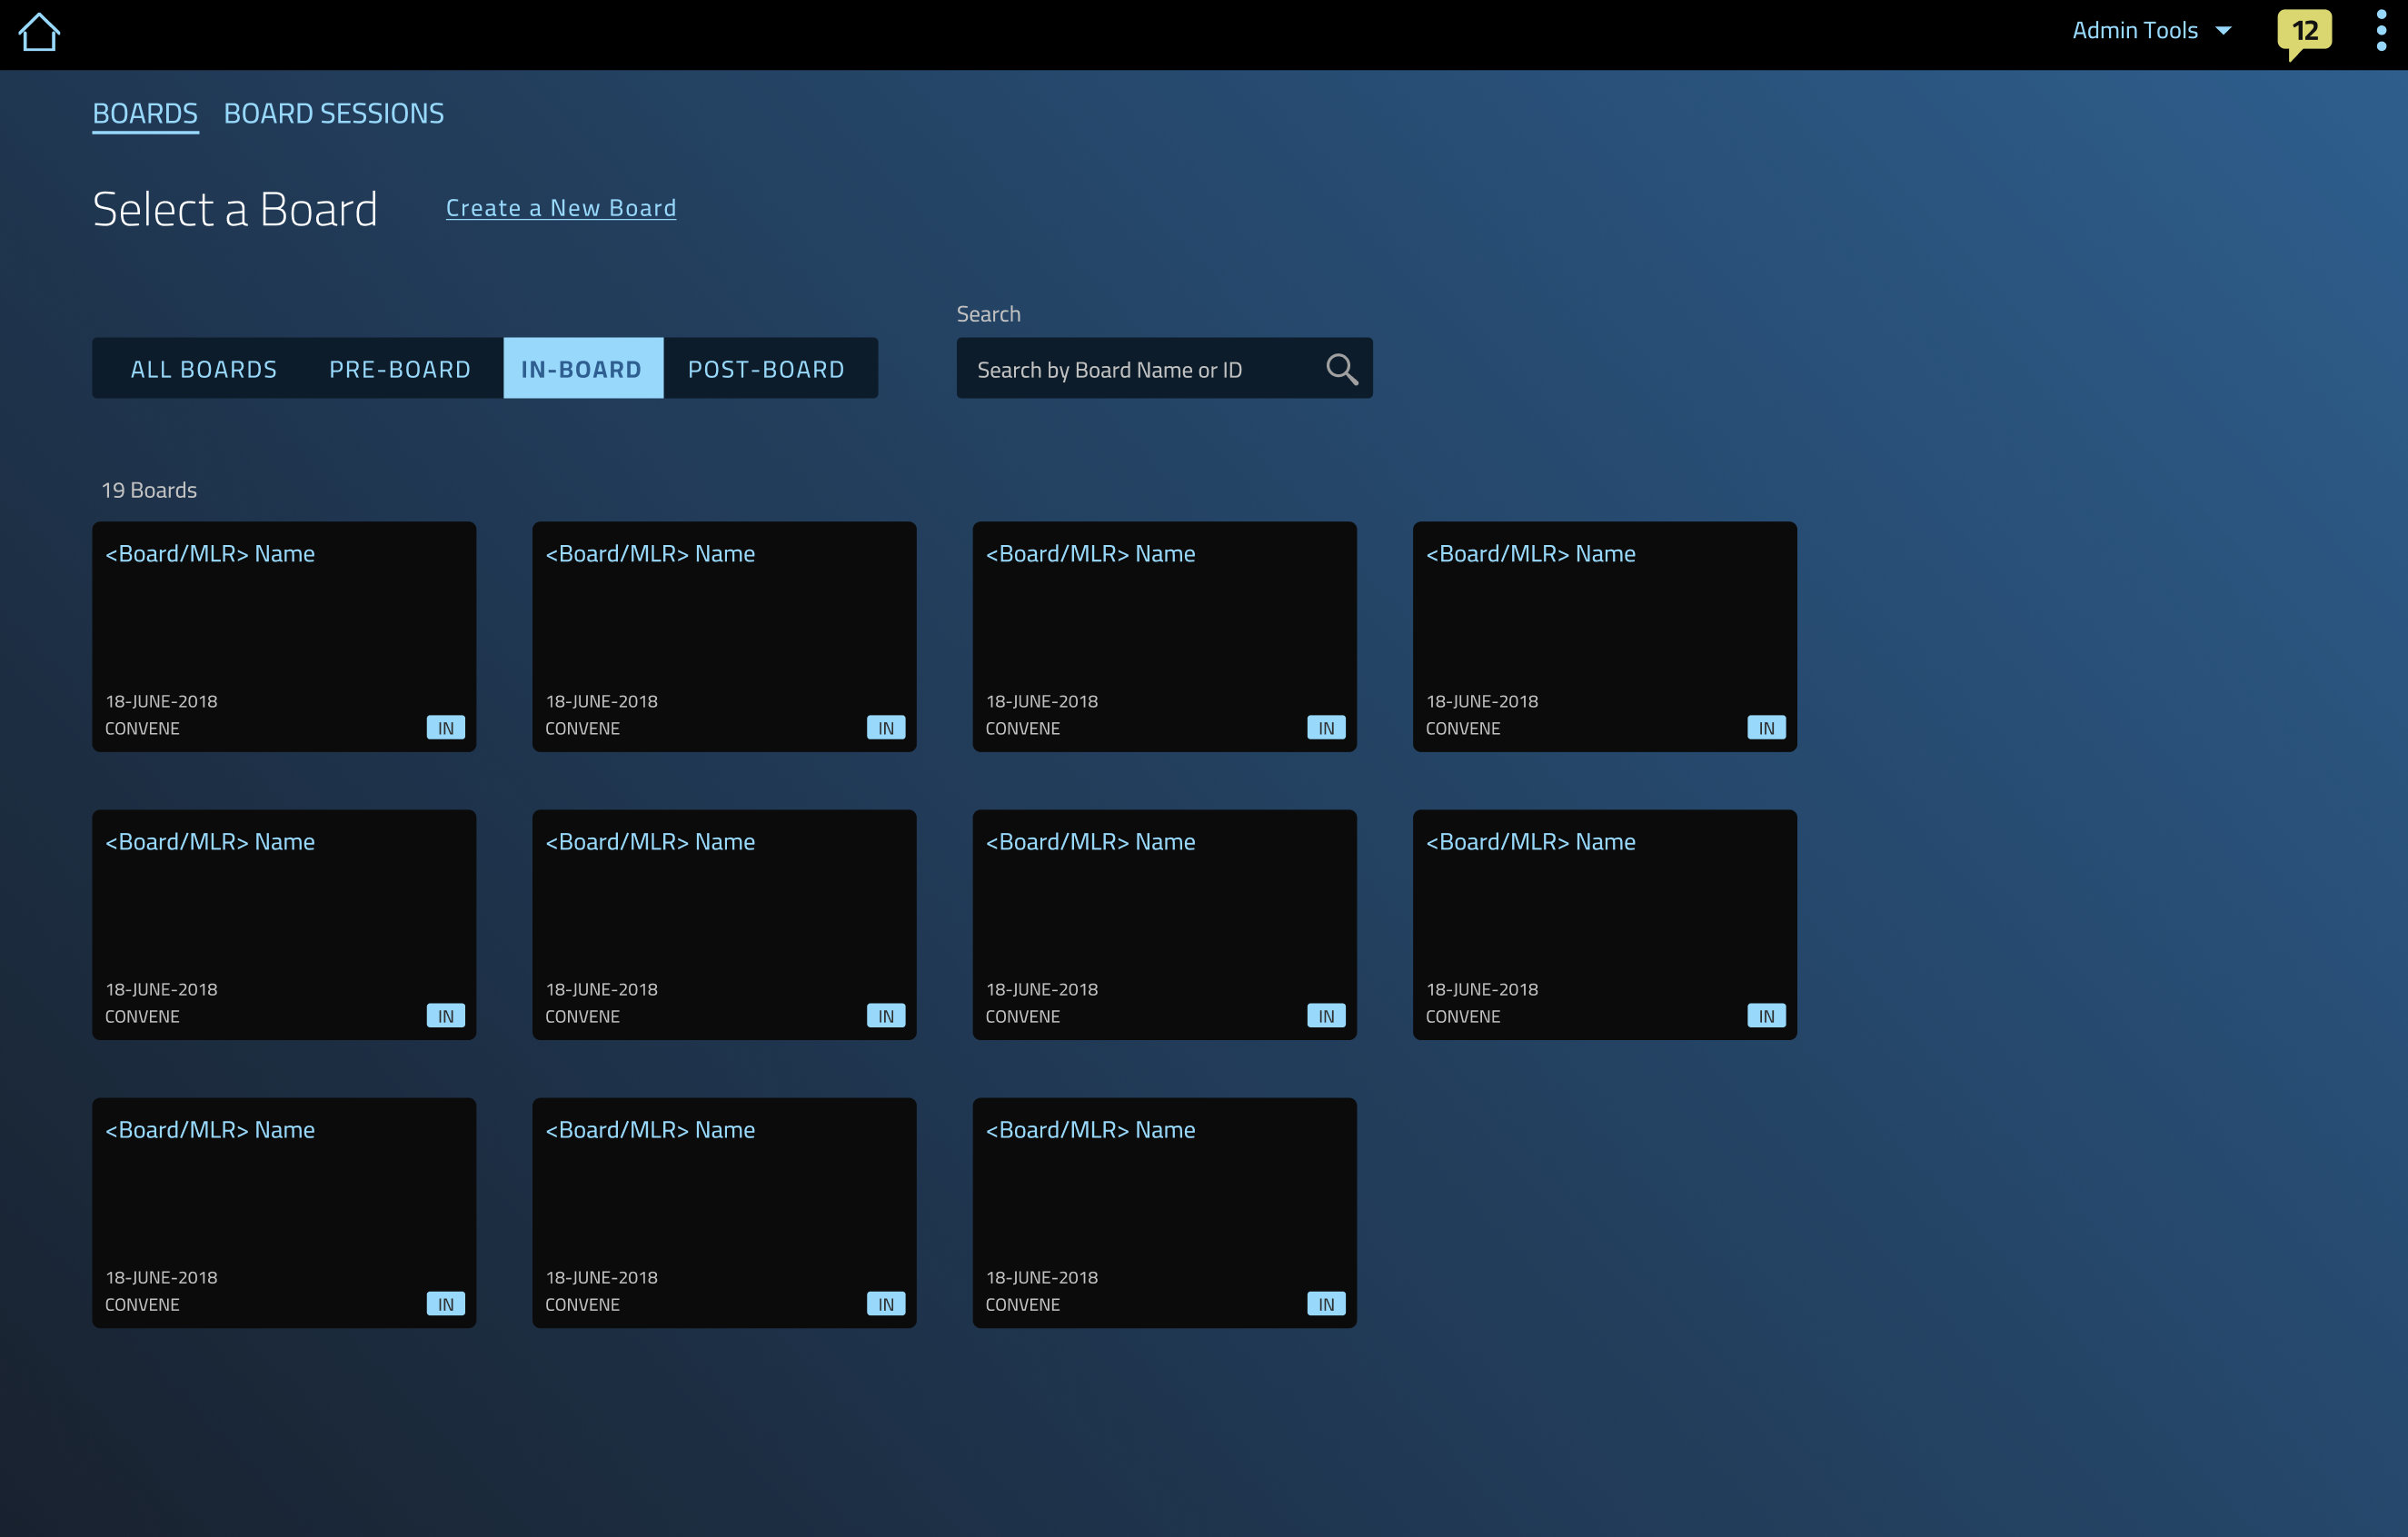 Admin Tools
12
BOARDS BOARD SESSIONS
Select a Board
Create a New Board
Search
ALL BOARDS PRE-BOARD IN-BOARD POST-BOARD
Search by Board Name or ID
19 Boards
<Board/MLR> Name
18-JUNE-2018
CONVENE
IN
<Board/MLR> Name
18-JUNE-2018
CONVENE
IN
<Board/MLR> Name
18-JUNE-2018
CONVENE
IN
<Board/MLR> Name
18-JUNE-2018
CONVENE
IN
<Board/MLR> Name
18-JUNE-2018
CONVENE
IN
<Board/MLR> Name
18-JUNE-2018
CONVENE
IN
<Board/MLR> Name
18-JUNE-2018
CONVENE
IN
<Board/MLR> Name
18-JUNE-2018
CONVENE
IN
<Board/MLR> Name
18-JUNE-2018
CONVENE
IN
<Board/MLR> Name
18-JUNE-2018
CONVENE
IN
<Board/MLR> Name
18-JUNE-2018
CONVENE
IN